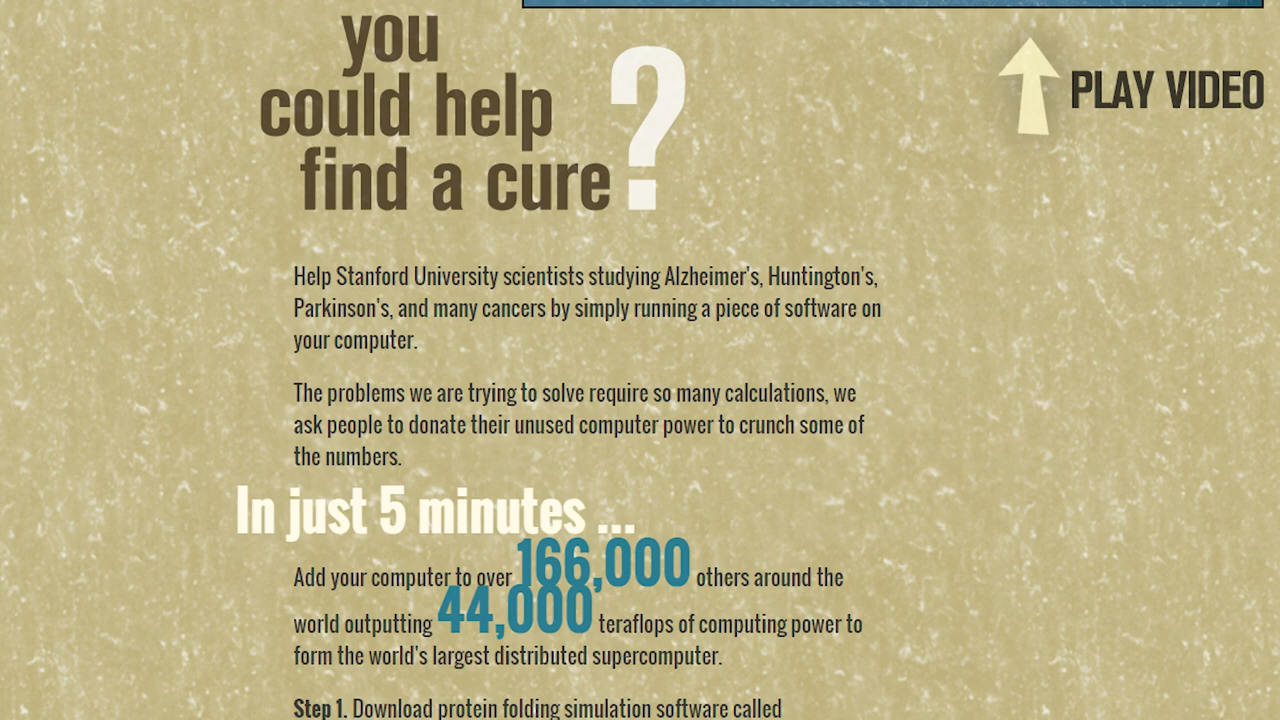 you
could help
find a cure?
PLAY VIDEO
Help Stanford University scientists studying Alzheimer's, Huntington's,
Parkinson's, and many cancers by simply running a piece of software on
your computer.
The problems we are trying to solve require so many calculations, we
ask people to donate their unused computer power to crunch some of
the numbers.
In just 5 minutes ...
Add your computer to over 166,000 others around the
world outputting 44,000 teraflops of computing power to
form the world's largest distributed supercomputer.
Step 1. Download protein folding simulation software called